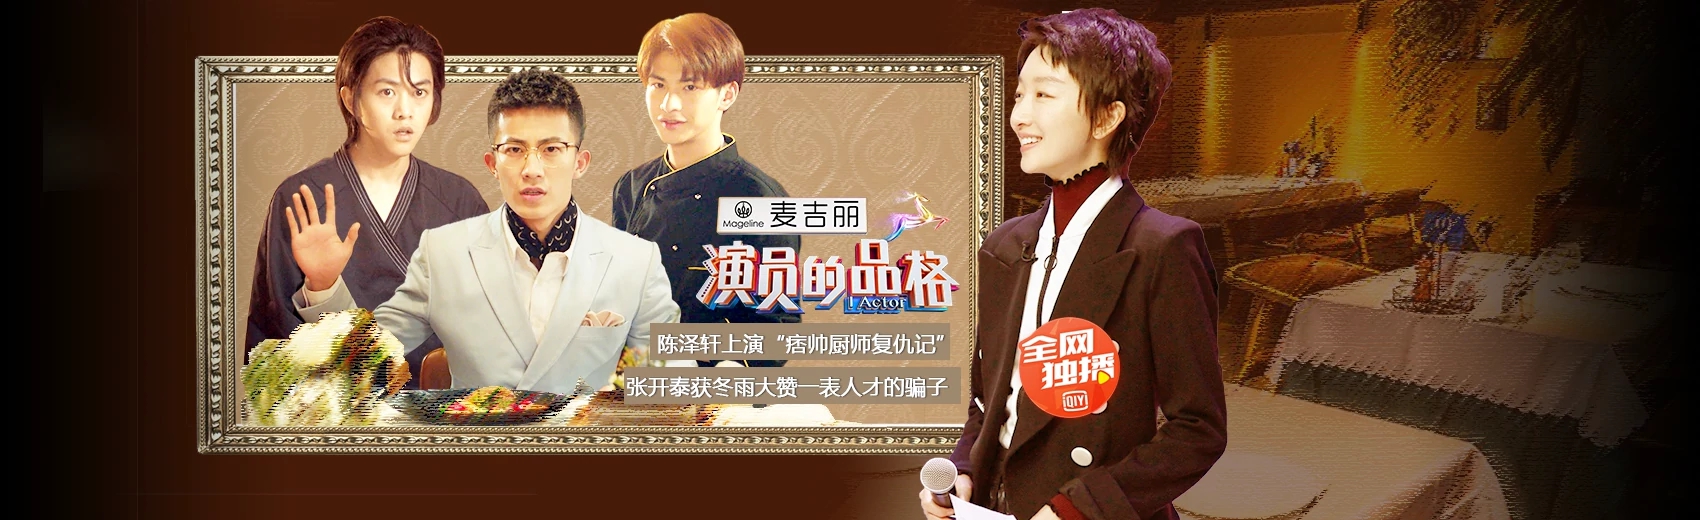 Mageline 麦吉丽
演员的品格
I Actor
陈泽轩上演“痞帅厨师复仇记”
张开泰获冬雨大赞一表人才的骗子
全网
独播
QIY